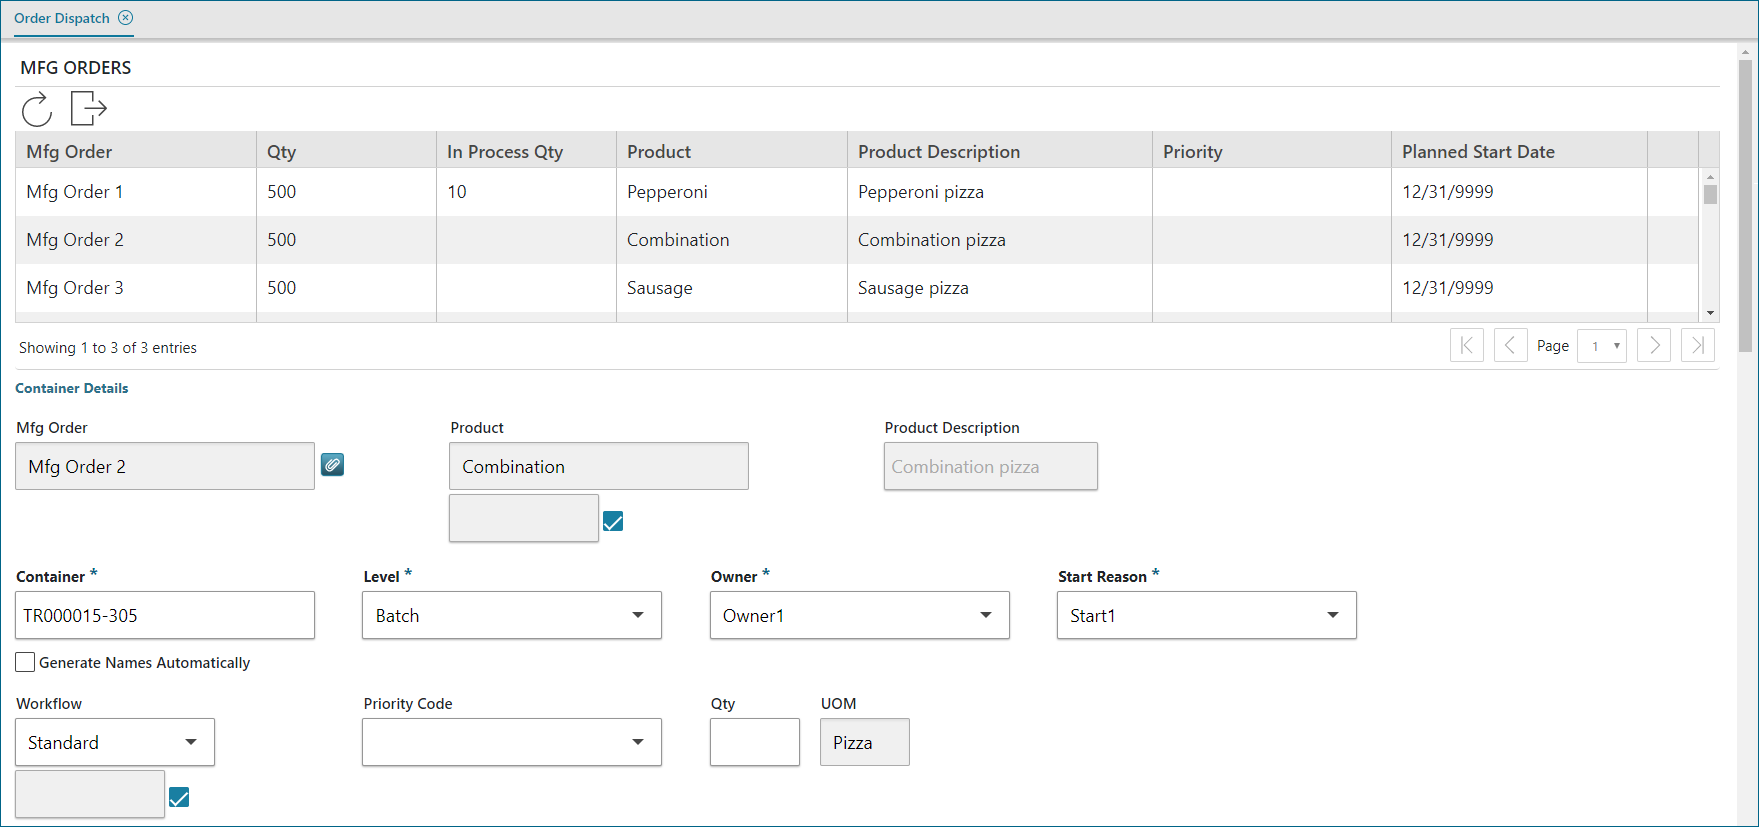 Order Dispatch
MFG ORDERS
Mfg Order Qty In Process Qty Product Product Description Priority Planned Start Date
Mfg Order 1 500 10 Pepperoni Pepperoni pizza 12/31/9999
Mfg Order 2 500 Combination Combination pizza 12/31/9999
Mfg Order 3 500 Sausage Sausage pizza 12/31/9999
Showing 1 to 3 of 3 entries Page 1
Container Details
Mfg Order Product Product Description
Mfg Order 2 Combination Combination pizza
Container * Level * Owner * Start Reason *
TR000015-305 Batch Owner1 Start1
Generate Names Automatically
Workflow Priority Code Qty UOM
Standard Pizza